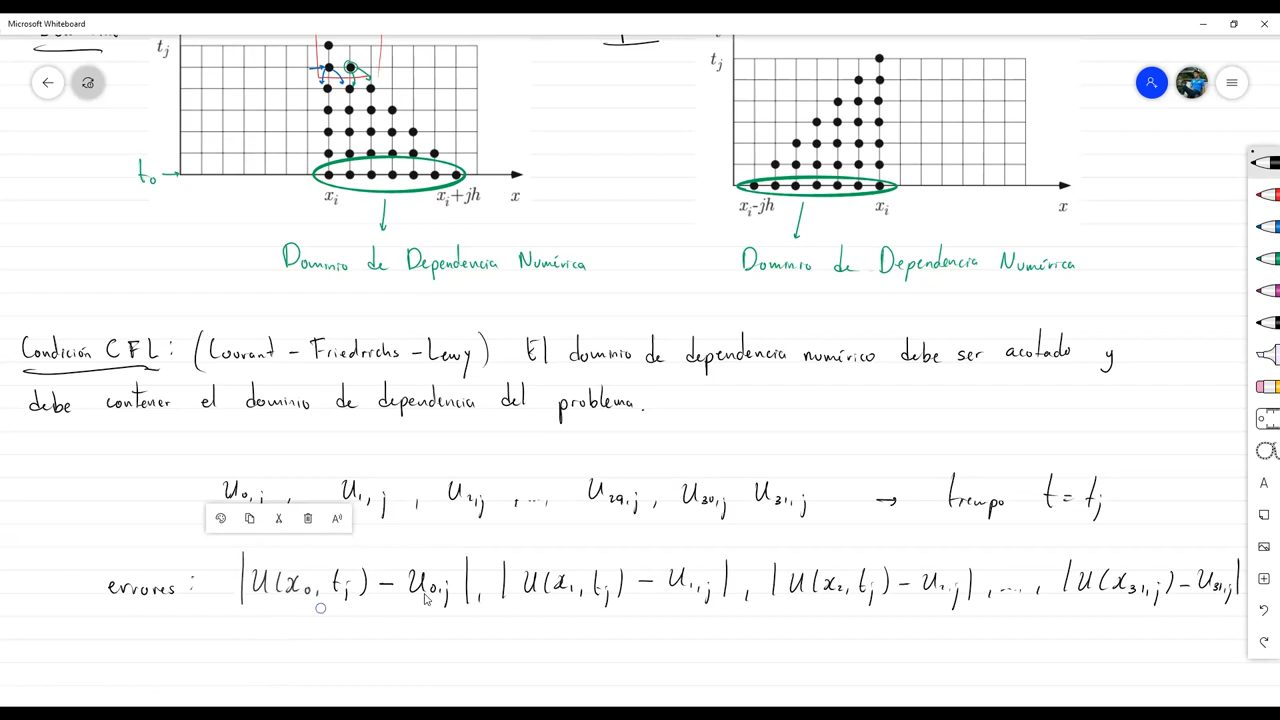 Microsoft Whiteboard
t_j
t_j
t_0
x_i
x_i+jh
x
x_i-jh
x_i
x
Dominio de Dependencia Numérica
Dominio de Dependencia Numérica
Condición CFL: (Courant - Friedrichs - Lewy) El dominio de dependencia numérico debe ser acotado y
debe contener el dominio de dependencia del problema.
U_{0,j} , U_{1,j} , U_{2,j} , ..., U_{29,j} , U_{30,j} U_{31,j} → tiempo t = t_j
errores: |U(x_0, t_j) - U_{0,j}| , |U(x_1, t_j) - U_{1,j}| , |U(x_2, t_j) - U_{2,j}| , ..., |U(x_{31,j}) - U_{31,j}|